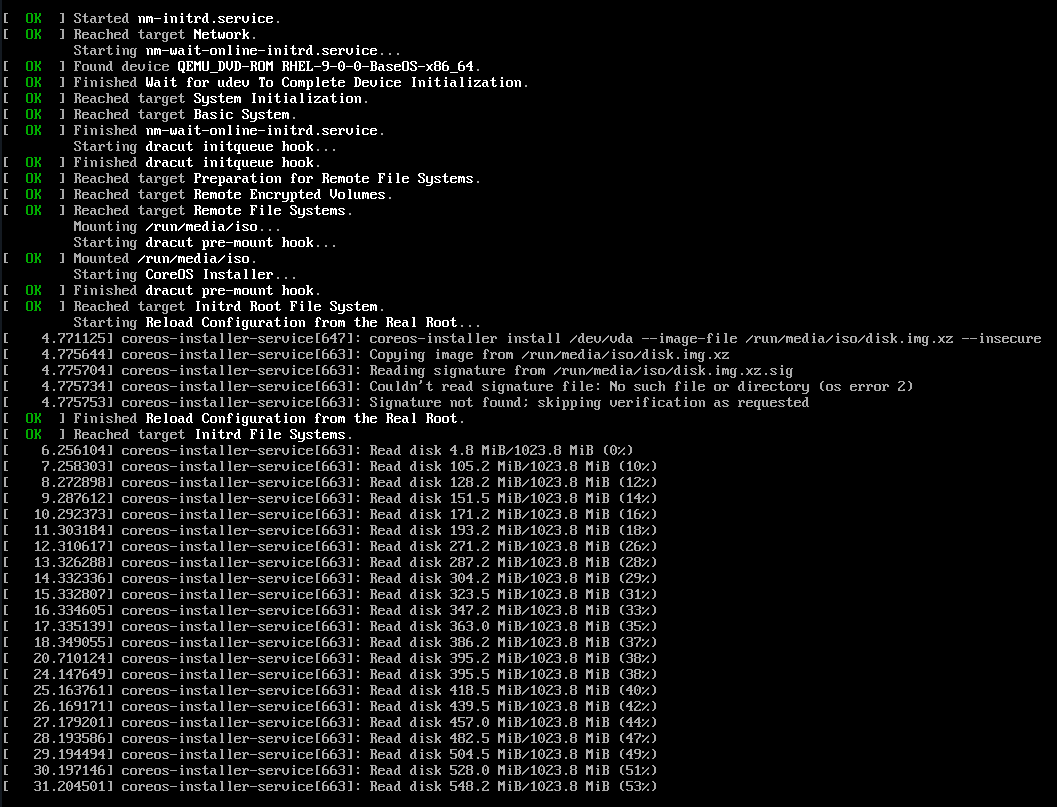 [  OK  ] Started nm-initrd.service.
[  OK  ] Reached target Network.
         Starting nm-wait-online-initrd.service...
[  OK  ] Found device QEMU_DVD-ROM RHEL-9-0-0-BaseOS-x86_64.
[  OK  ] Finished Wait for udev To Complete Device Initialization.
[  OK  ] Reached target System Initialization.
[  OK  ] Reached target Basic System.
[  OK  ] Finished nm-wait-online-initrd.service.
         Starting dracut initqueue hook...
[  OK  ] Finished dracut initqueue hook.
[  OK  ] Reached target Preparation for Remote File Systems.
[  OK  ] Reached target Remote Encrypted Volumes.
[  OK  ] Reached target Remote File Systems.
         Mounting /run/media/iso...
         Starting dracut pre-mount hook...
[  OK  ] Mounted /run/media/iso.
         Starting CoreOS Installer...
[  OK  ] Finished dracut pre-mount hook.
[  OK  ] Reached target Initrd Root File System.
         Starting Reload Configuration from the Real Root...
[    4.771125] coreos-installer-service[647]: coreos-installer install /dev/vda --image-file /run/media/iso/disk.img.xz --insecure
[    4.775644] coreos-installer-service[663]: Copying image from /run/media/iso/disk.img.xz
[    4.775704] coreos-installer-service[663]: Reading signature from /run/media/iso/disk.img.xz.sig
[    4.775734] coreos-installer-service[663]: Couldn't read signature file: No such file or directory (os error 2)
[    4.775753] coreos-installer-service[663]: Signature not found; skipping verification as requested
[  OK  ] Finished Reload Configuration from the Real Root.
[  OK  ] Reached target Initrd File Systems.
[    6.256104] coreos-installer-service[663]: Read disk 4.8 MiB/1023.8 MiB (0%)
[    7.258303] coreos-installer-service[663]: Read disk 105.2 MiB/1023.8 MiB (10%)
[    8.272898] coreos-installer-service[663]: Read disk 128.2 MiB/1023.8 MiB (12%)
[    9.287612] coreos-installer-service[663]: Read disk 151.5 MiB/1023.8 MiB (14%)
[   10.292373] coreos-installer-service[663]: Read disk 171.2 MiB/1023.8 MiB (16%)
[   11.303184] coreos-installer-service[663]: Read disk 193.2 MiB/1023.8 MiB (18%)
[   12.310617] coreos-installer-service[663]: Read disk 271.2 MiB/1023.8 MiB (26%)
[   13.326288] coreos-installer-service[663]: Read disk 287.2 MiB/1023.8 MiB (28%)
[   14.332336] coreos-installer-service[663]: Read disk 304.2 MiB/1023.8 MiB (29%)
[   15.332807] coreos-installer-service[663]: Read disk 323.5 MiB/1023.8 MiB (31%)
[   16.334605] coreos-installer-service[663]: Read disk 347.2 MiB/1023.8 MiB (33%)
[   17.335139] coreos-installer-service[663]: Read disk 363.0 MiB/1023.8 MiB (35%)
[   18.349055] coreos-installer-service[663]: Read disk 386.2 MiB/1023.8 MiB (37%)
[   20.710124] coreos-installer-service[663]: Read disk 395.2 MiB/1023.8 MiB (38%)
[   24.147649] coreos-installer-service[663]: Read disk 395.5 MiB/1023.8 MiB (38%)
[   25.163761] coreos-installer-service[663]: Read disk 418.5 MiB/1023.8 MiB (40%)
[   26.169171] coreos-installer-service[663]: Read disk 439.5 MiB/1023.8 MiB (42%)
[   27.179201] coreos-installer-service[663]: Read disk 457.0 MiB/1023.8 MiB (44%)
[   28.193586] coreos-installer-service[663]: Read disk 482.5 MiB/1023.8 MiB (47%)
[   29.194494] coreos-installer-service[663]: Read disk 504.5 MiB/1023.8 MiB (49%)
[   30.197146] coreos-installer-service[663]: Read disk 528.0 MiB/1023.8 MiB (51%)
[   31.204501] coreos-installer-service[663]: Read disk 548.2 MiB/1023.8 MiB (53%)